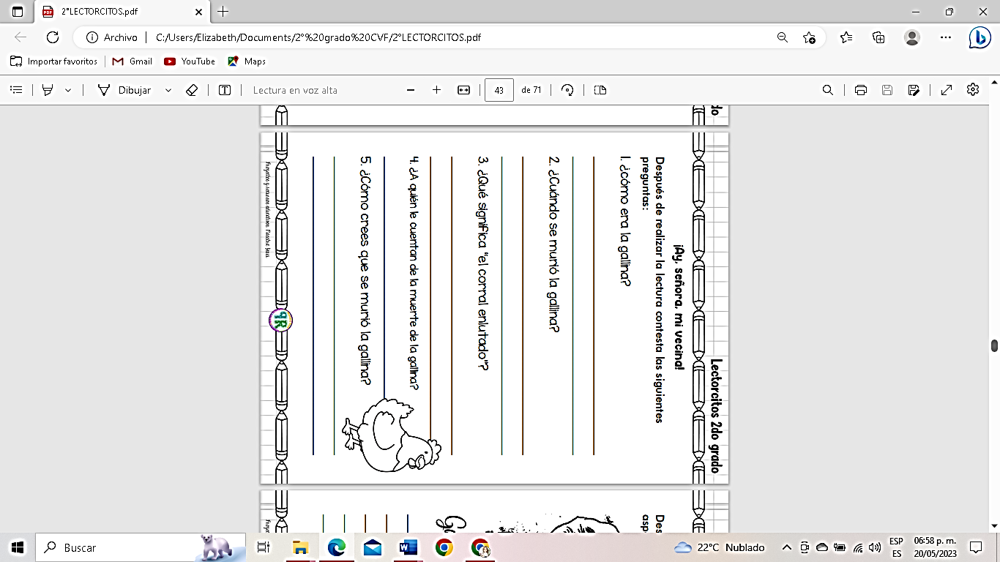 2°LECTORCITOS.pdf
Archivo
C:/Users/Elizabeth/Documents/2°%20grado%20CVF/2°LECTORCITOS.pdf
Importar favoritos
Gmail
YouTube
Maps
Dibujar
Lectura en voz alta
43
de 71
do
Lectorcitos 2do grado
¡Ay, señora, mi vecina!
Después de realizar la lectura contesta las siguientes
preguntas:
1. ¿cómo era la gallina?
2. ¿Cuándo se murió la gallina?
3. ¿Qué significa "el corral enlutado"?
4. ¿A quién le cuentan de la muerte de la gallina?
5. ¿Cómo crees que se murió la gallina?
Des
asp
Buscar
22°C Nublado
ESP
ES
06:58 p. m.
20/05/2023